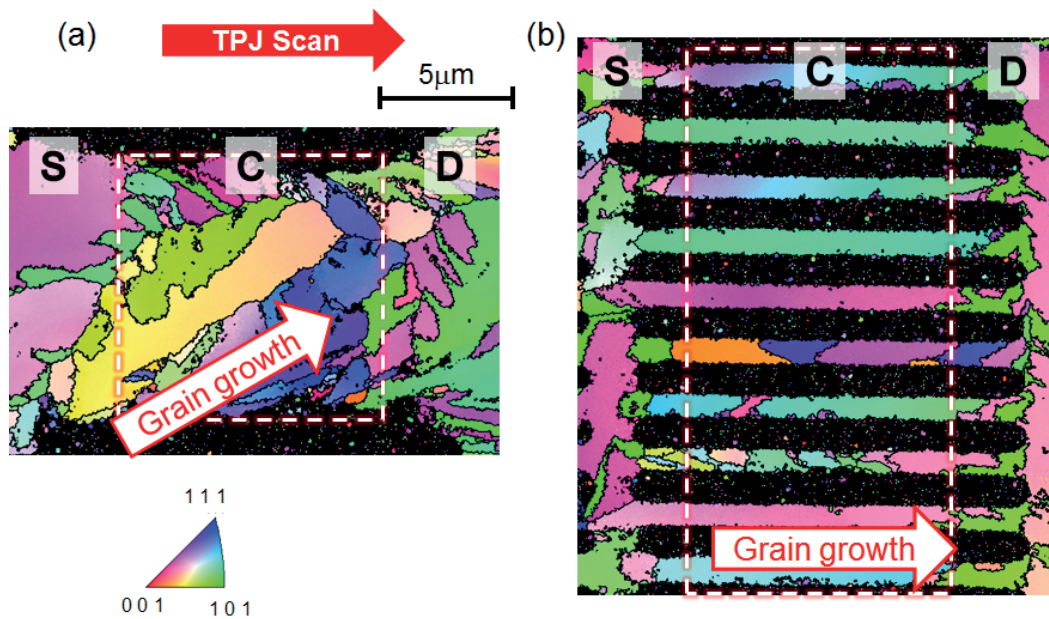 (a)
TPJ Scan
5μm
S
C
D
Grain growth
1 1 1
0 0 1
1 0 1
(b)
S
C
D
Grain growth